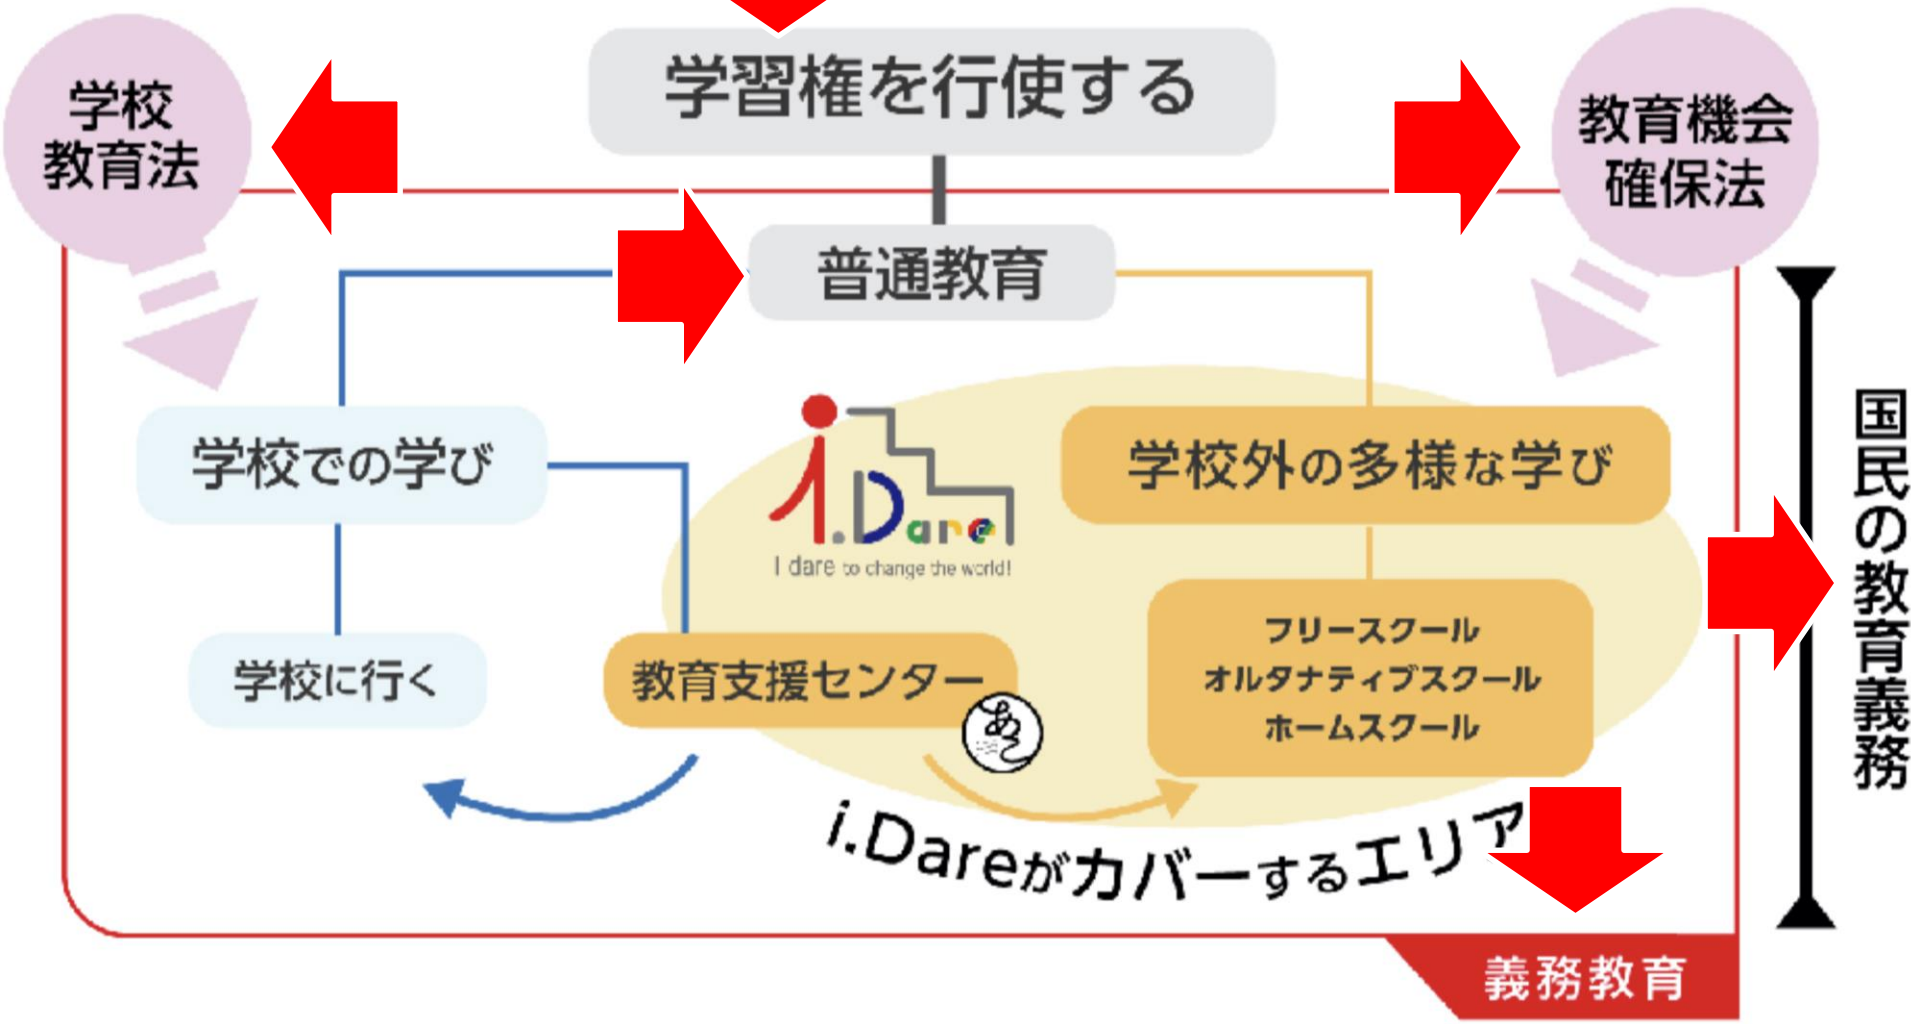 学習権を行使する
学校
教育法
教育機会
確保法
普通教育
学校での学び
i.Dare
I dare to change the world!
学校外の多様な学び
国民の教育義務
学校に行く
教育支援センター
フリースクール
オルタナティブスクール
ホームスクール
i.Dareがカバーするエリア
義務教育